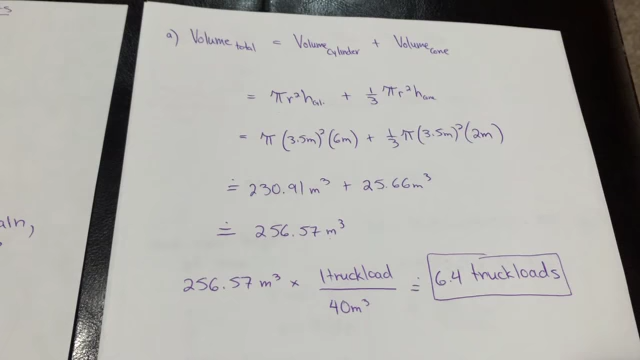 a) Volume total = Volume cylinder + Volume cone
= πr²h cyl. + 1/3 πr²h cone
= π(3.5m)²(6m) + 1/3 π(3.5m)²(2m)
≐ 230.91 m³ + 25.66 m³
≐ 256.57 m³
256.57 m³ × 1 truckload / 40m³ ≐ 6.4 truckloads